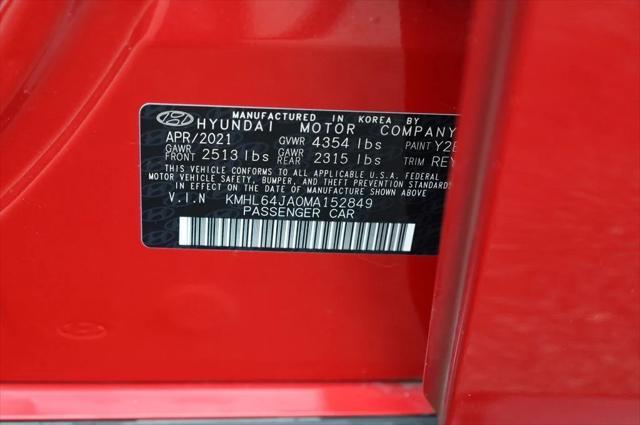 MANUFACTURED IN KOREA BY
HYUNDAI MOTOR COMPANY
APR/2021 GVWR 4354 lbs PAINT
GAWR FRONT 2513 lbs GAWR REAR 2315 lbs TRIM
THIS VEHICLE CONFORMS TO ALL APPLICABLE U.S.A. FEDERAL
MOTOR VEHICLE SAFETY, BUMPER, AND THEFT PREVENTION STANDARDS
IN EFFECT ON THE DATE OF MANUFACTURE SHOWN ABOVE
V.I.N KMHL64JA0MA152849
PASSENGER CAR